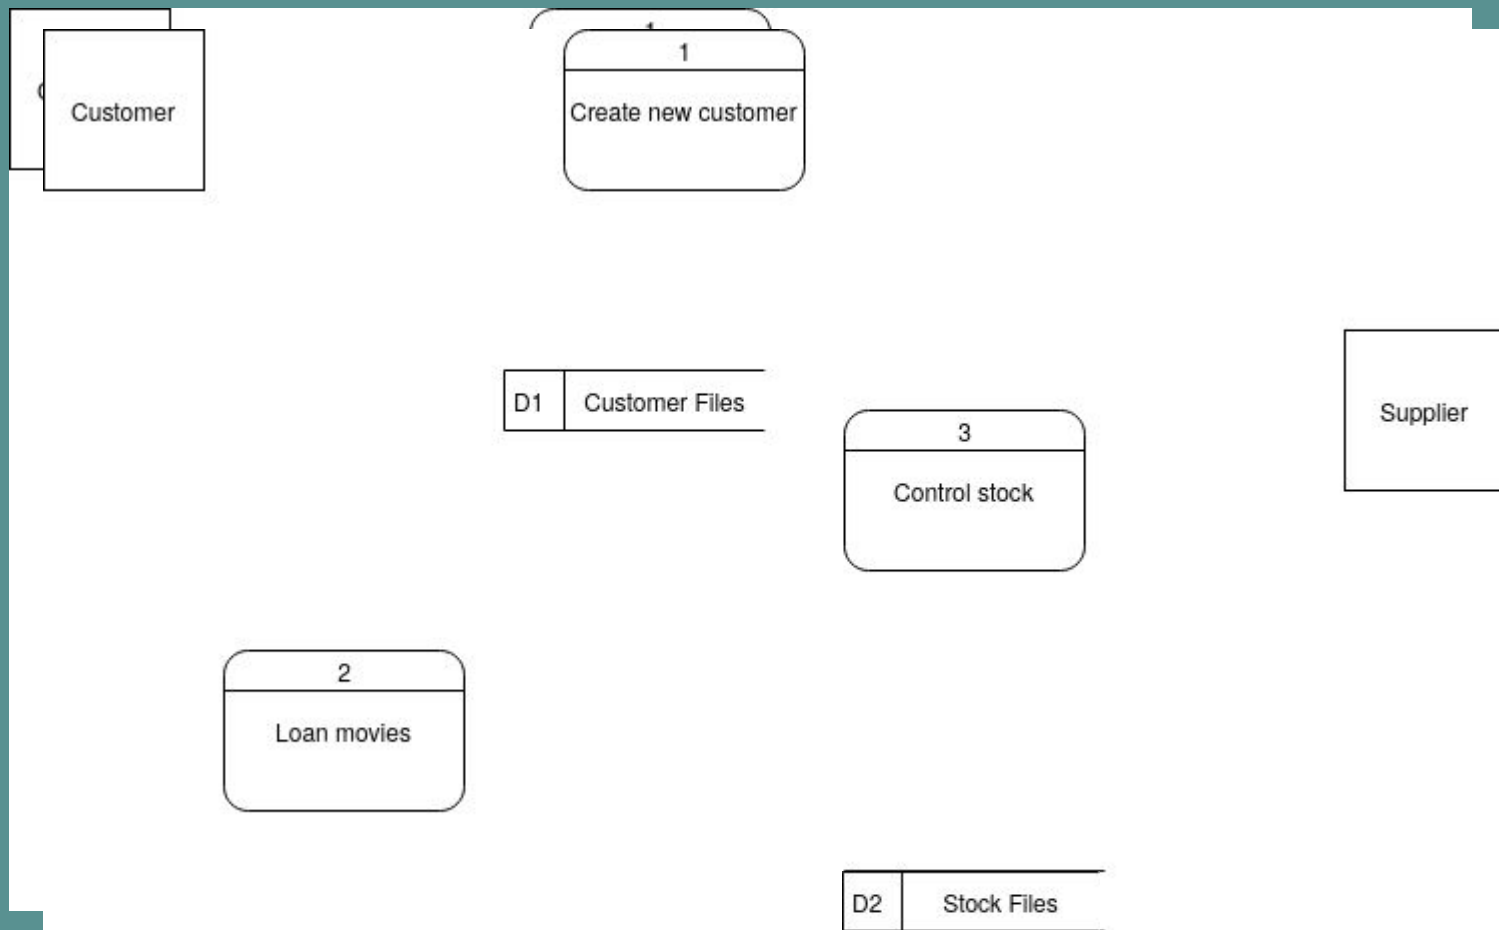 1
Create new customer
Customer
D1 Customer Files
Supplier
3
Control stock
2
Loan movies
D2 Stock Files